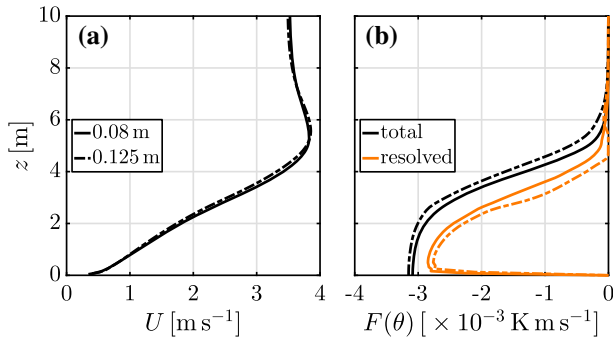 (a) (b)
10
8
6
4
2
0
z [m]
0.08 m
0.125 m
total
resolved
0 1 2 3 4
-4 -3 -2 -1 0
U [m s⁻¹]
F(θ) [ × 10⁻³ K m s⁻¹]